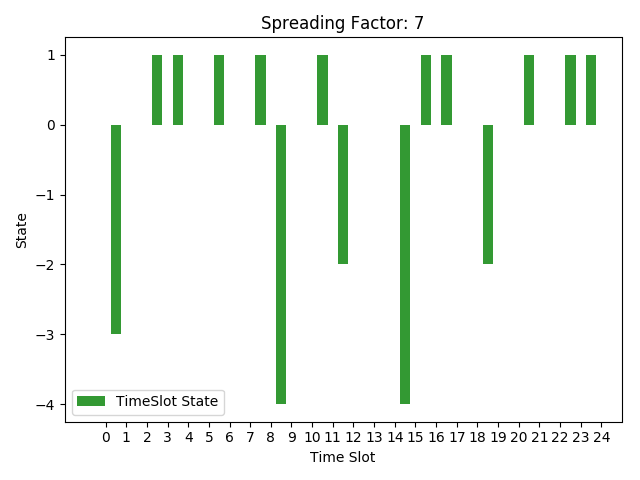 Spreading Factor: 7
1
0
−1
−2
−3
−4
State
TimeSlot State
0 1 2 3 4 5 6 7 8 9 10 11 12 13 14 15 16 17 18 19 20 21 22 23 24
Time Slot